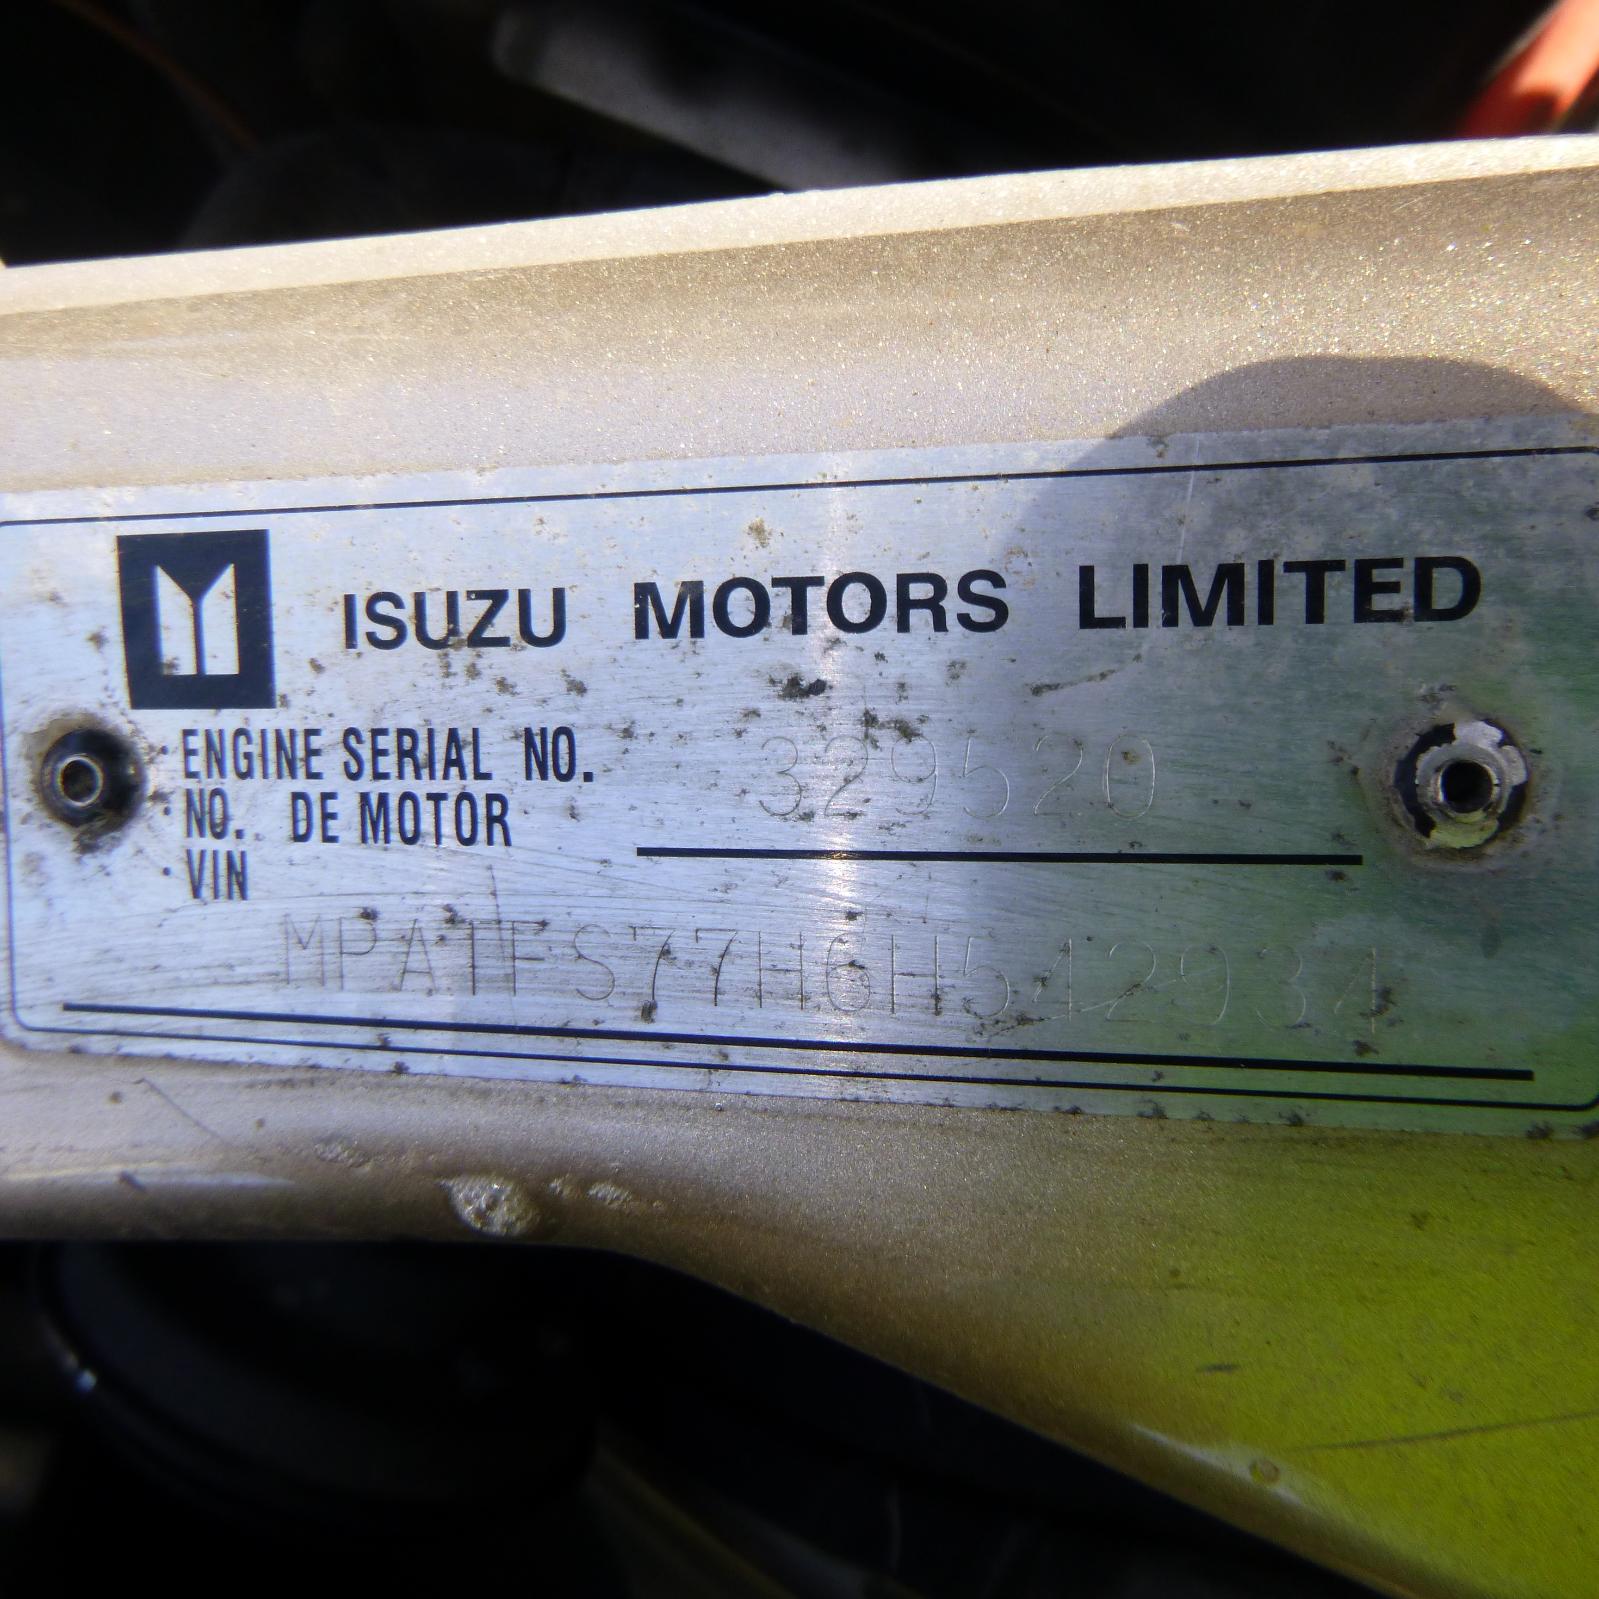 ISUZU MOTORS LIMITED
ENGINE SERIAL NO. 329520
NO. DE MOTOR
VIN
MPATFS77H6H542934